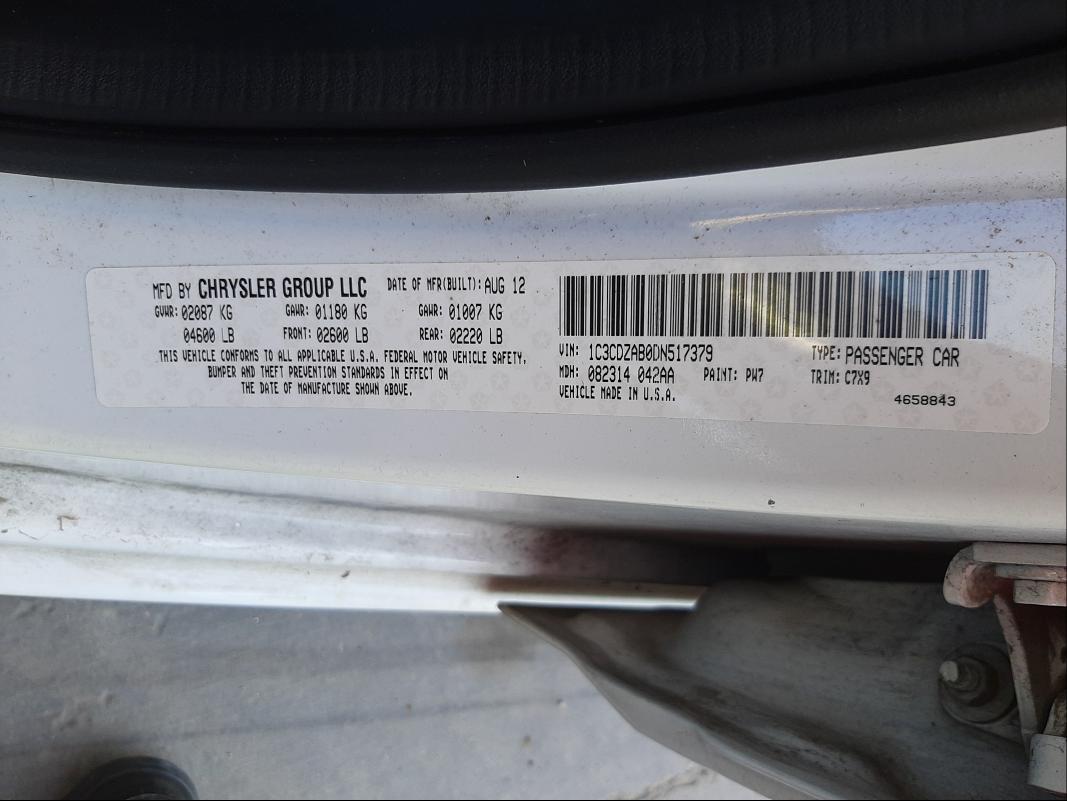 MFD BY CHRYSLER GROUP LLC DATE OF MFR(BUILT): AUG 12
GVWR: 02087 KG GAWR: 01180 KG GAWR: 01007 KG
04600 LB FRONT: 02600 LB REAR: 02220 LB
THIS VEHICLE CONFORMS TO ALL APPLICABLE U.S.A. FEDERAL MOTOR VEHICLE SAFETY,
BUMPER AND THEFT PREVENTION STANDARDS IN EFFECT ON
THE DATE OF MANUFACTURE SHOWN ABOVE.
VIN: 1C3CDZAB0DN517379 TYPE: PASSENGER CAR
MDH: 082314 042AA PAINT: PW7 TRIM: C7X9
VEHICLE MADE IN U.S.A. 4658843